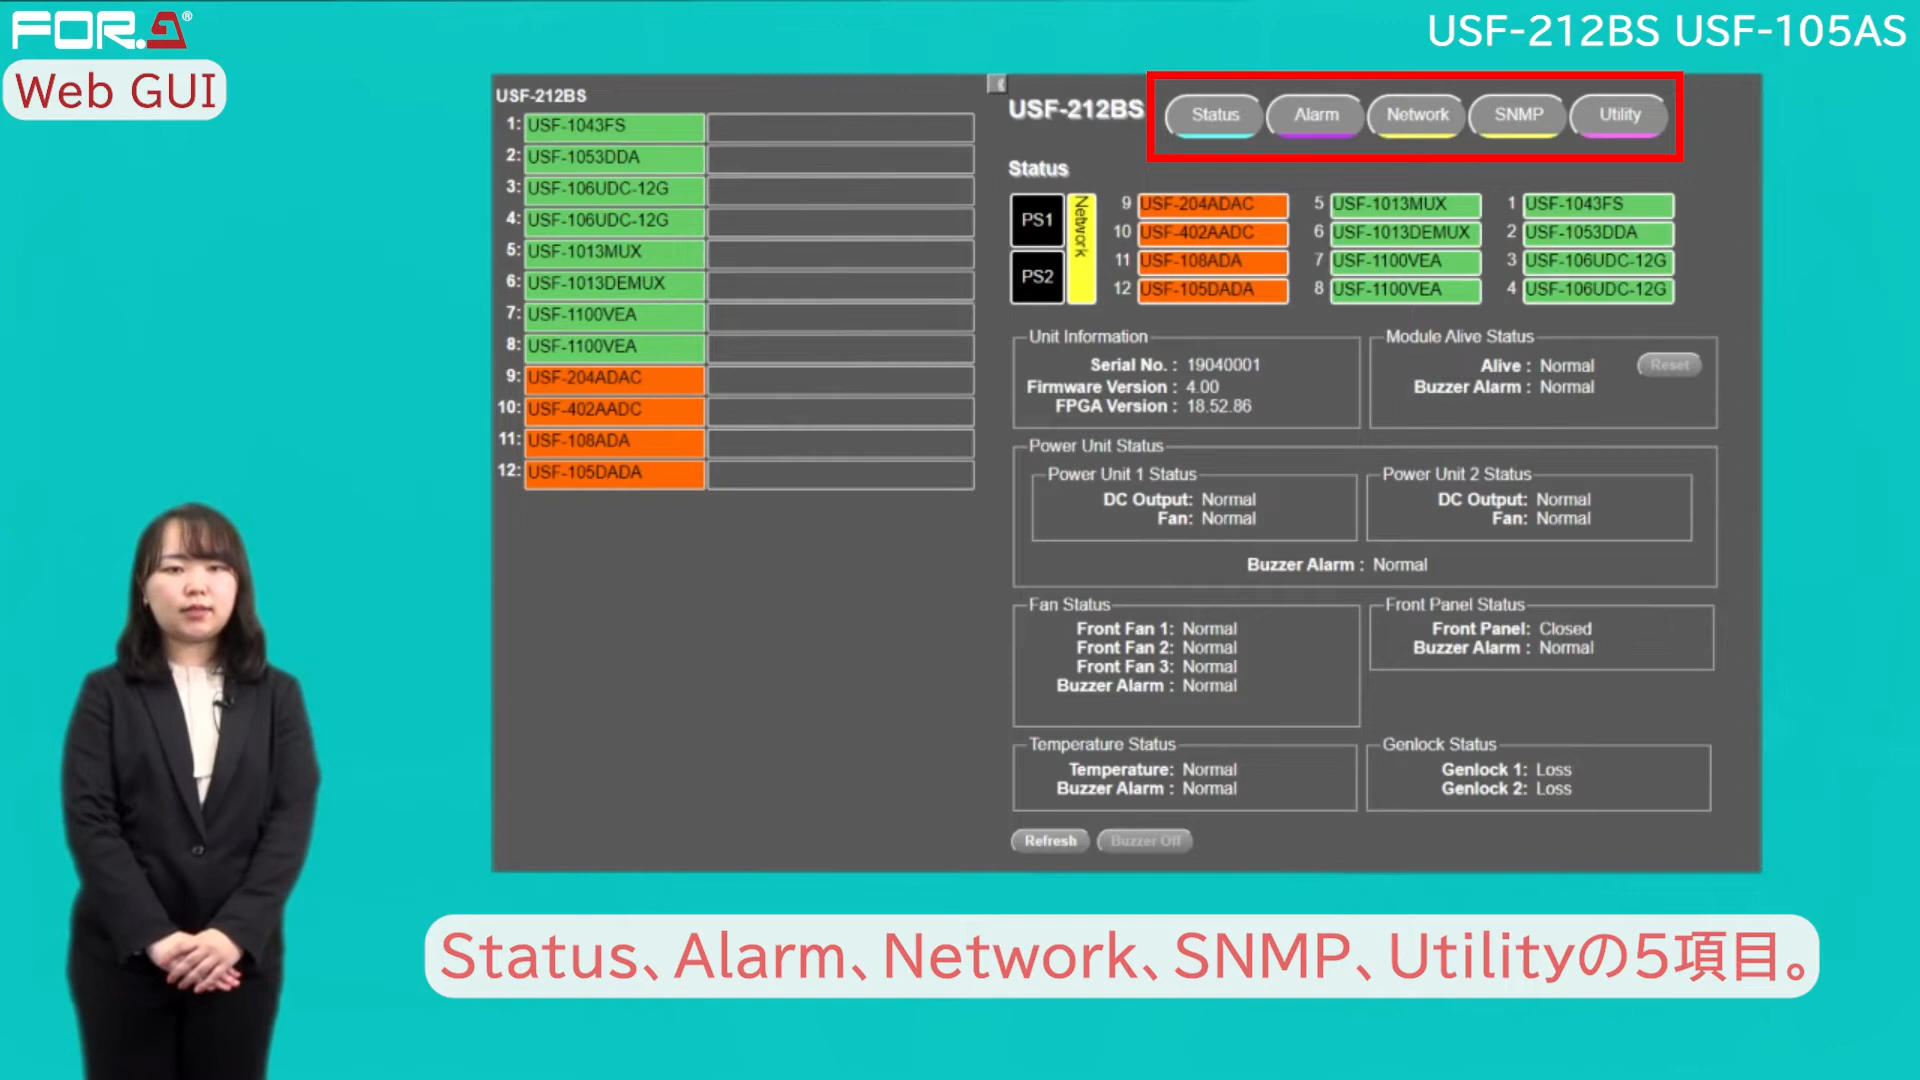 FOR.A®
USF-212BS USF-105AS
Web GUI
USF-212BS
1: USF-1043FS
2: USF-1053DDA
3: USF-106UDC-12G
4: USF-106UDC-12G
5: USF-1013MUX
6: USF-1013DEMUX
7: USF-1100VEA
8: USF-1100VEA
9: USF-204ADAC
10: USF-402AADC
11: USF-108ADA
12: USF-105DADA
USF-212BS Status Alarm Network SNMP Utility
Status
PS1 PS2 Network
9 USF-204ADAC 5 USF-1013MUX 1 USF-1043FS
10 USF-402AADC 6 USF-1013DEMUX 2 USF-1053DDA
11 USF-108ADA 7 USF-1100VEA 3 USF-106UDC-12G
12 USF-105DADA 8 USF-1100VEA 4 USF-106UDC-12G
Unit Information
Serial No. : 19040001
Firmware Version : 4.00
FPGA Version : 18.52.86
Module Alive Status
Alive : Normal Reset
Buzzer Alarm : Normal
Power Unit Status
Power Unit 1 Status
DC Output: Normal
Fan: Normal
Power Unit 2 Status
DC Output: Normal
Fan: Normal
Buzzer Alarm : Normal
Fan Status
Front Fan 1: Normal
Front Fan 2: Normal
Front Fan 3: Normal
Buzzer Alarm : Normal
Front Panel Status
Front Panel: Closed
Buzzer Alarm : Normal
Temperature Status
Temperature: Normal
Buzzer Alarm : Normal
Genlock Status
Genlock 1: Loss
Genlock 2: Loss
Refresh Buzzer Off
Status、Alarm、Network、SNMP、Utilityの5項目。